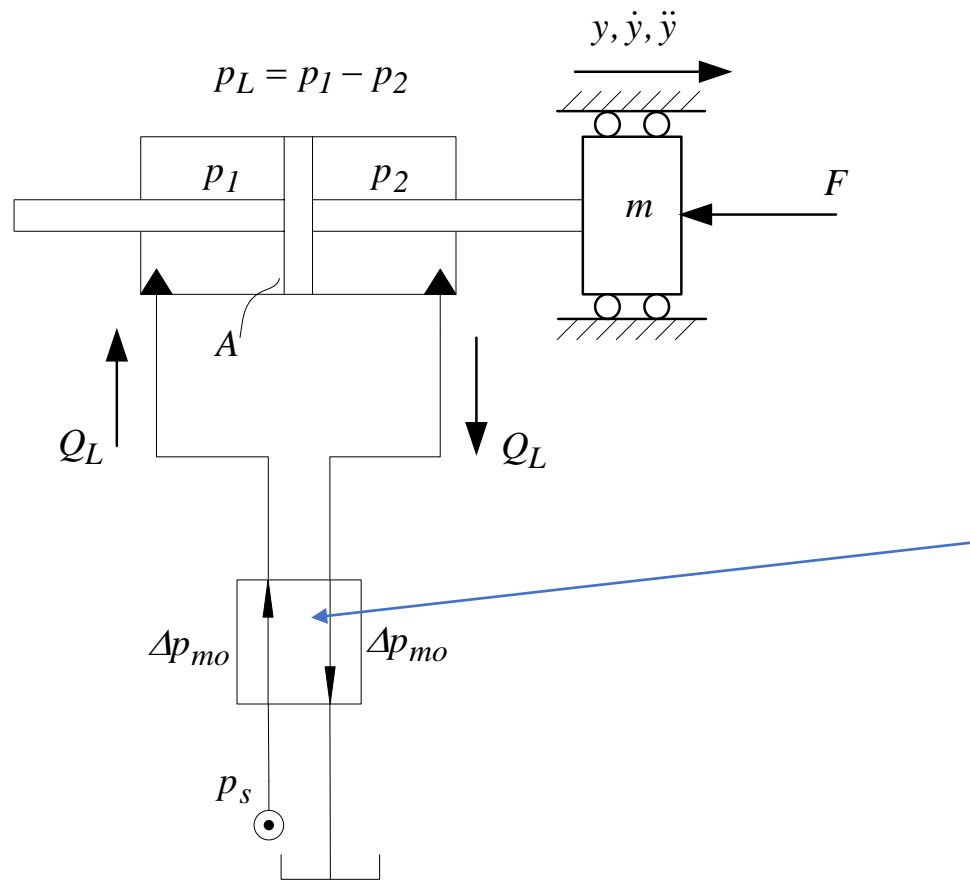 y, ẏ, ÿ
p_L = p_1 − p_2
p_1
p_2
m
F
A
Q_L
Q_L
Δp_mo
Δp_mo
p_s